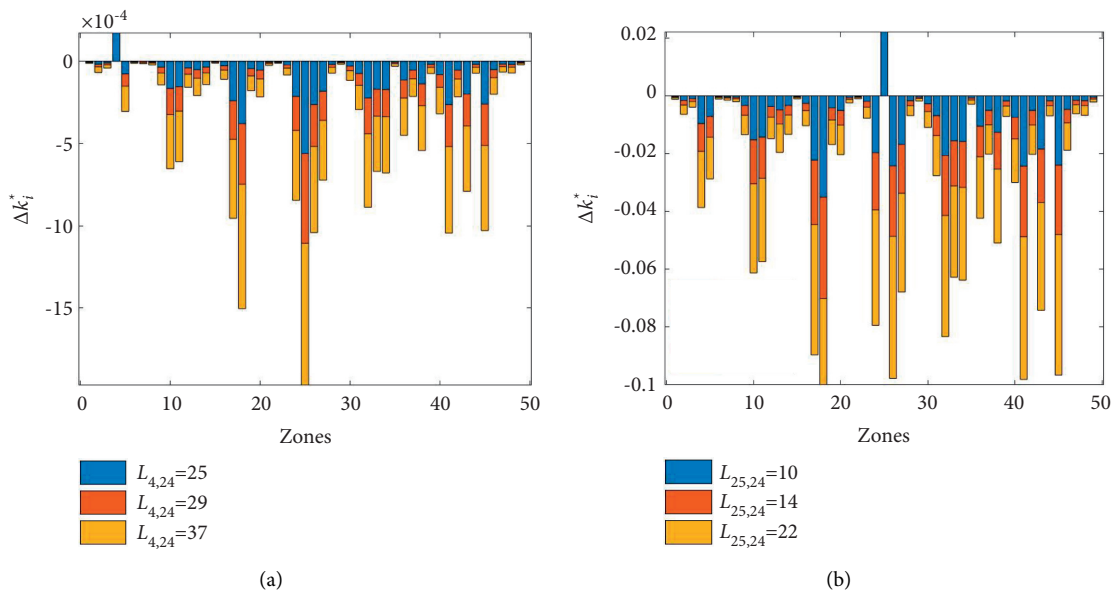 ×10⁻⁴
0
-5
-10
-15
Δk*ᵢ
0 10 20 30 40 50
Zones
L₄,₂₄=25
L₄,₂₄=29
L₄,₂₄=37
(a)
0.02
0
-0.02
-0.04
-0.06
-0.08
-0.1
Δk*ᵢ
0 10 20 30 40 50
Zones
L₂₅,₂₄=10
L₂₅,₂₄=14
L₂₅,₂₄=22
(b)